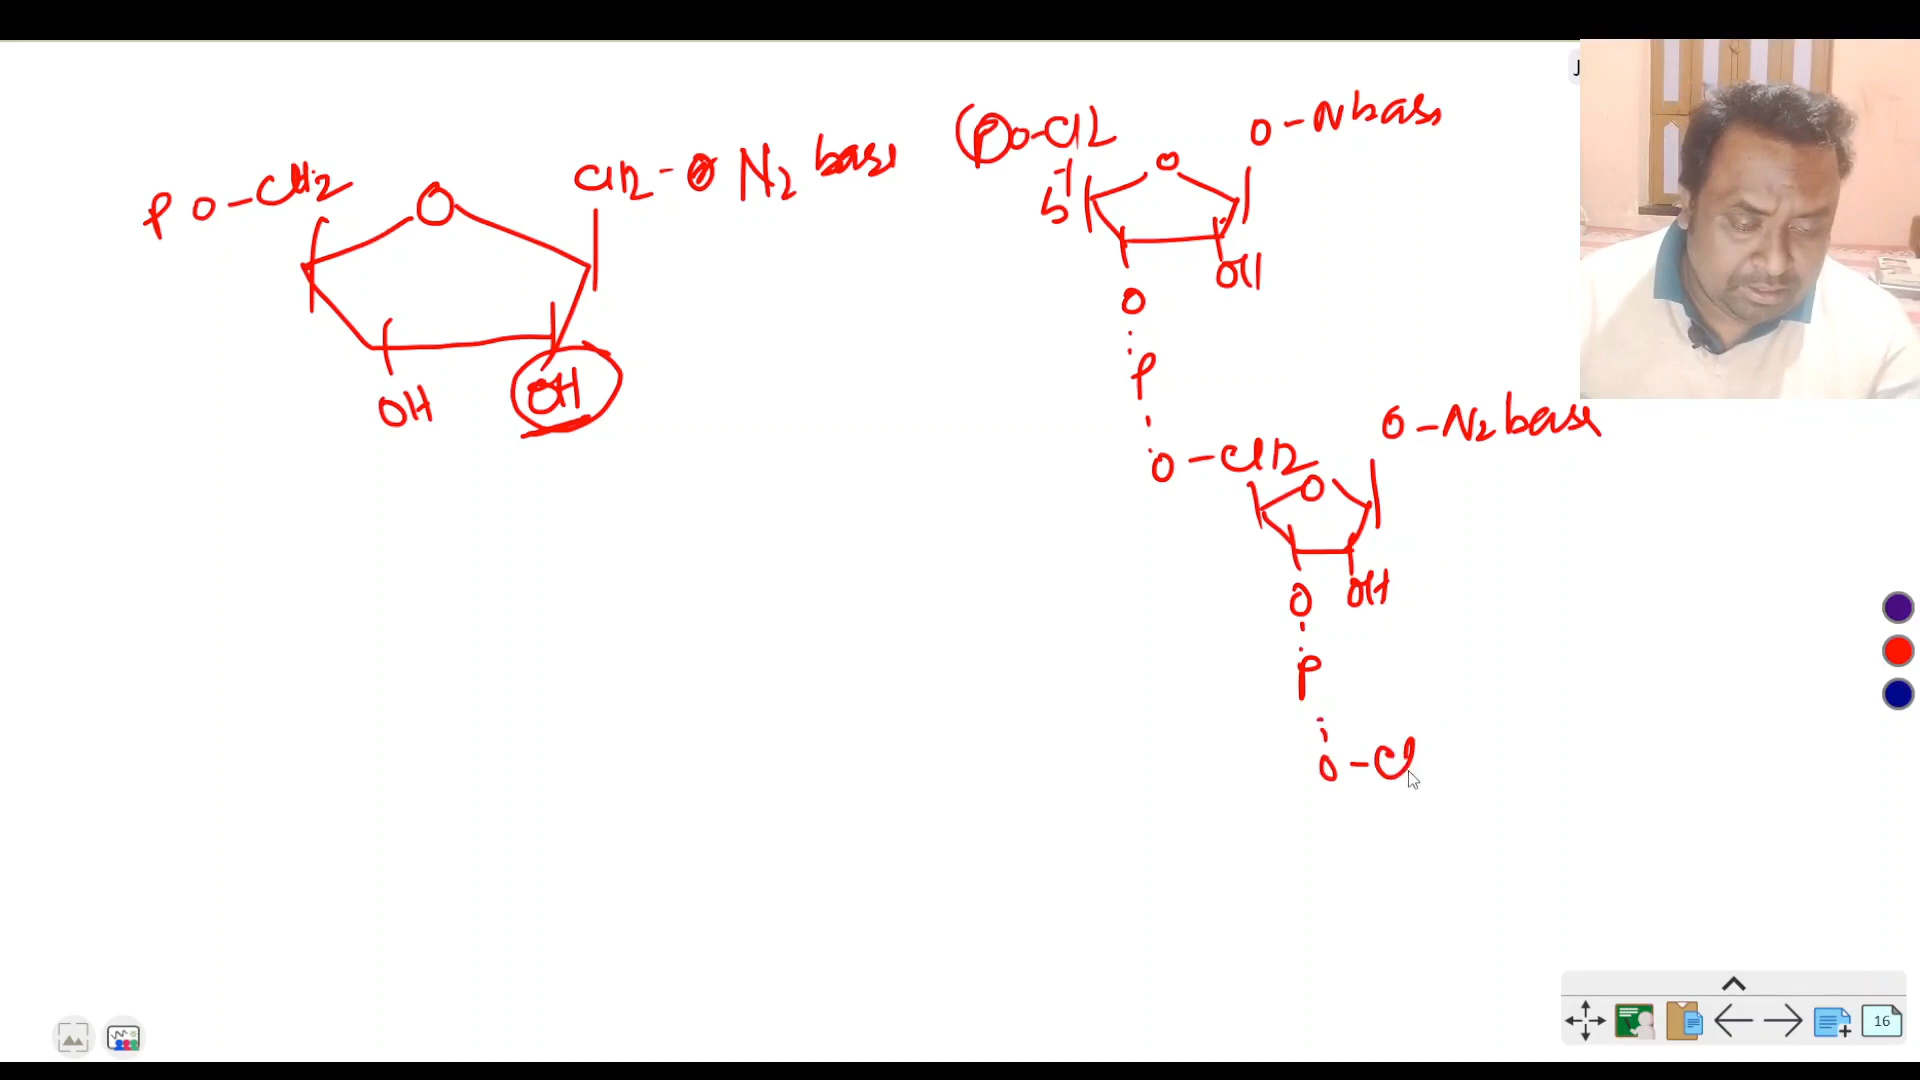 P O-CH2
O
CH2-O N2 base
OH
OH
P O-CH2
5
O
O-N base
OH
O
P
O-CH2
O
O-N2 base
O
OH
P
O-C
J
16